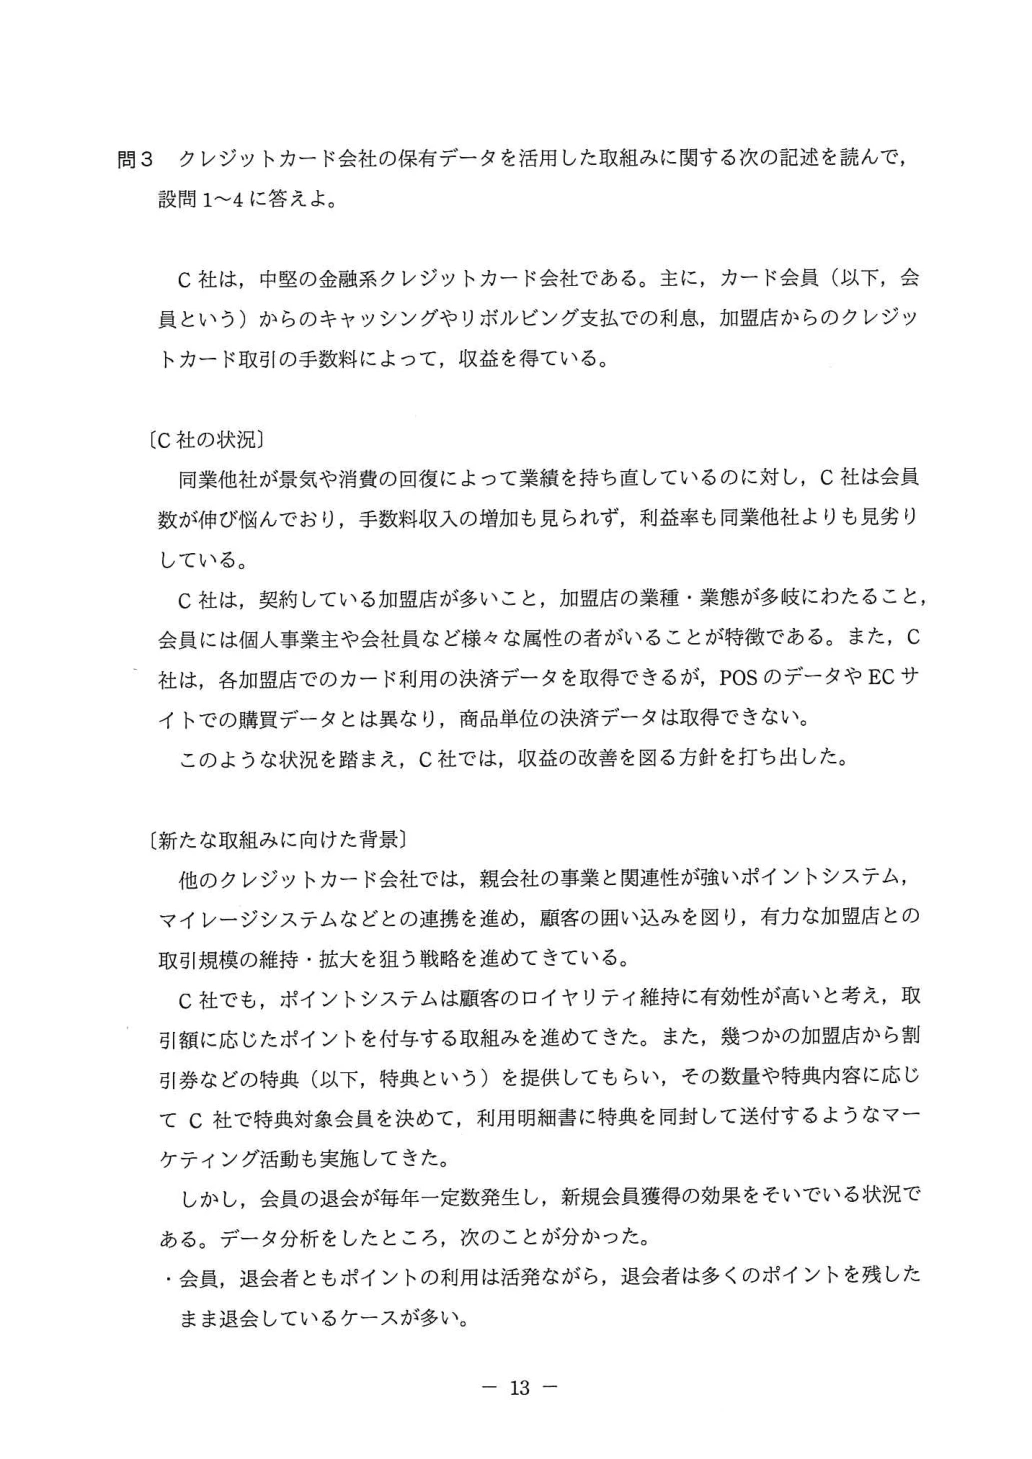 問3 クレジットカード会社の保有データを活用した取組みに関する次の記述を読んで，
設問 1～4 に答えよ。
C 社は，中堅の金融系クレジットカード会社である。主に，カード会員（以下，会
員という）からのキャッシングやリボルビング支払での利息，加盟店からのクレジッ
トカード取引の手数料によって，収益を得ている。
〔C 社の状況〕
同業他社が景気や消費の回復によって業績を持ち直しているのに対し，C 社は会員
数が伸び悩んでおり，手数料収入の増加も見られず，利益率も同業他社よりも見劣り
している。
C 社は，契約している加盟店が多いこと，加盟店の業種・業態が多岐にわたること，
会員には個人事業主や会社員など様々な属性の者がいることが特徴である。また，C
社は，各加盟店でのカード利用の決済データを取得できるが，POS のデータや EC サ
イトでの購買データとは異なり，商品単位の決済データは取得できない。
このような状況を踏まえ，C 社では，収益の改善を図る方針を打ち出した。
〔新たな取組みに向けた背景〕
他のクレジットカード会社では，親会社の事業と関連性が強いポイントシステム，
マイレージシステムなどとの連携を進め，顧客の囲い込みを図り，有力な加盟店との
取引規模の維持・拡大を狙う戦略を進めてきている。
C 社でも，ポイントシステムは顧客のロイヤリティ維持に有効性が高いと考え，取
引額に応じたポイントを付与する取組みを進めてきた。また，幾つかの加盟店から割
引券などの特典（以下，特典という）を提供してもらい，その数量や特典内容に応じ
て C 社で特典対象会員を決めて，利用明細書に特典を同封して送付するようなマー
ケティング活動も実施してきた。
しかし，会員の退会が毎年一定数発生し，新規会員獲得の効果をそいでいる状況で
ある。データ分析をしたところ，次のことが分かった。
・会員，退会者ともポイントの利用は活発ながら，退会者は多くのポイントを残した
まま退会しているケースが多い。
－ 13 －